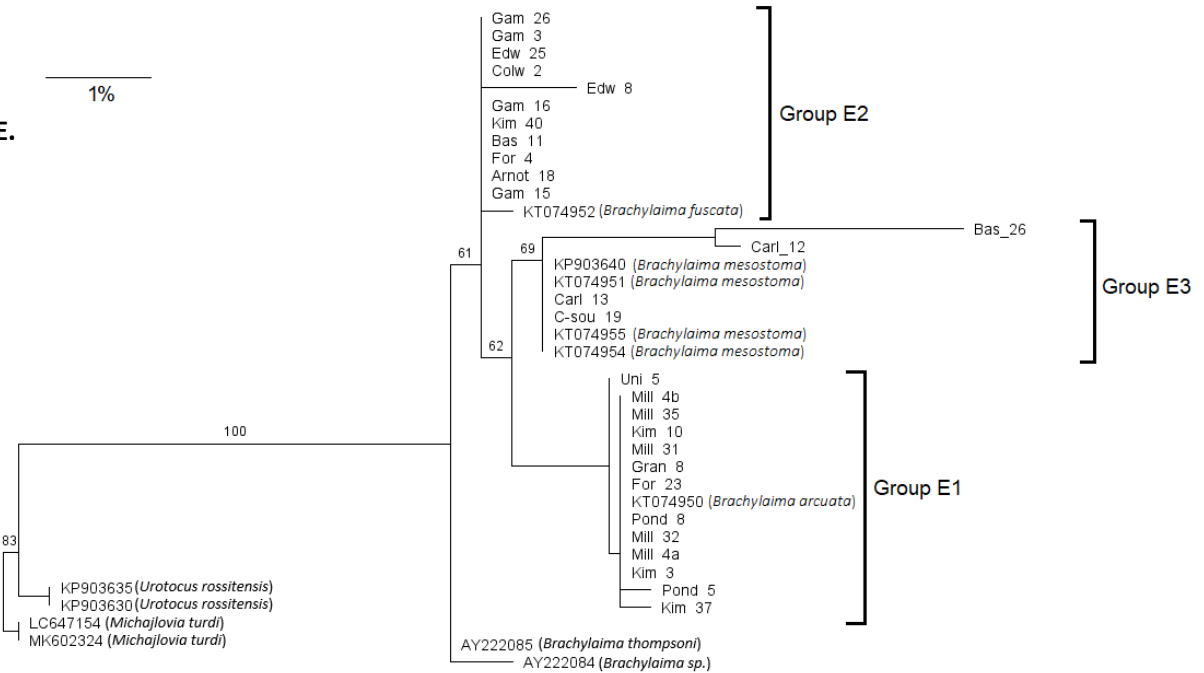 Gam 26
Gam 3
Edw 25
Colw 2
1%
Edw 8
E.
Gam 16
Group E2
Kim 40
Bas 11
For 4
Arnot 18
Gam 15
KT074952 (Brachylaima fuscata)
Bas_26
69
Carl_12
61
KP903640 (Brachylaima mesostoma)
KT074951 (Brachylaima mesostoma)
Group E3
Carl 13
C-sou 19
KT074955 (Brachylaima mesostoma)
62
KT074954 (Brachylaima mesostoma)
Uni 5
Mill 4b
Mill 35
Kim 10
100
Mill 31
Gran 8
For 23
Group E1
KT074950 (Brachylaima arcuata)
Pond 8
Mill 32
83
Mill 4a
Kim 3
KP903635 (Urotocus rossitensis)
Pond 5
KP903630 (Urotocus rossitensis)
Kim 37
LC647154 (Michajlovia turdi)
MK602324 (Michajlovia turdi)
AY222085 (Brachylaima thompsoni)
AY222084 (Brachylaima sp.)